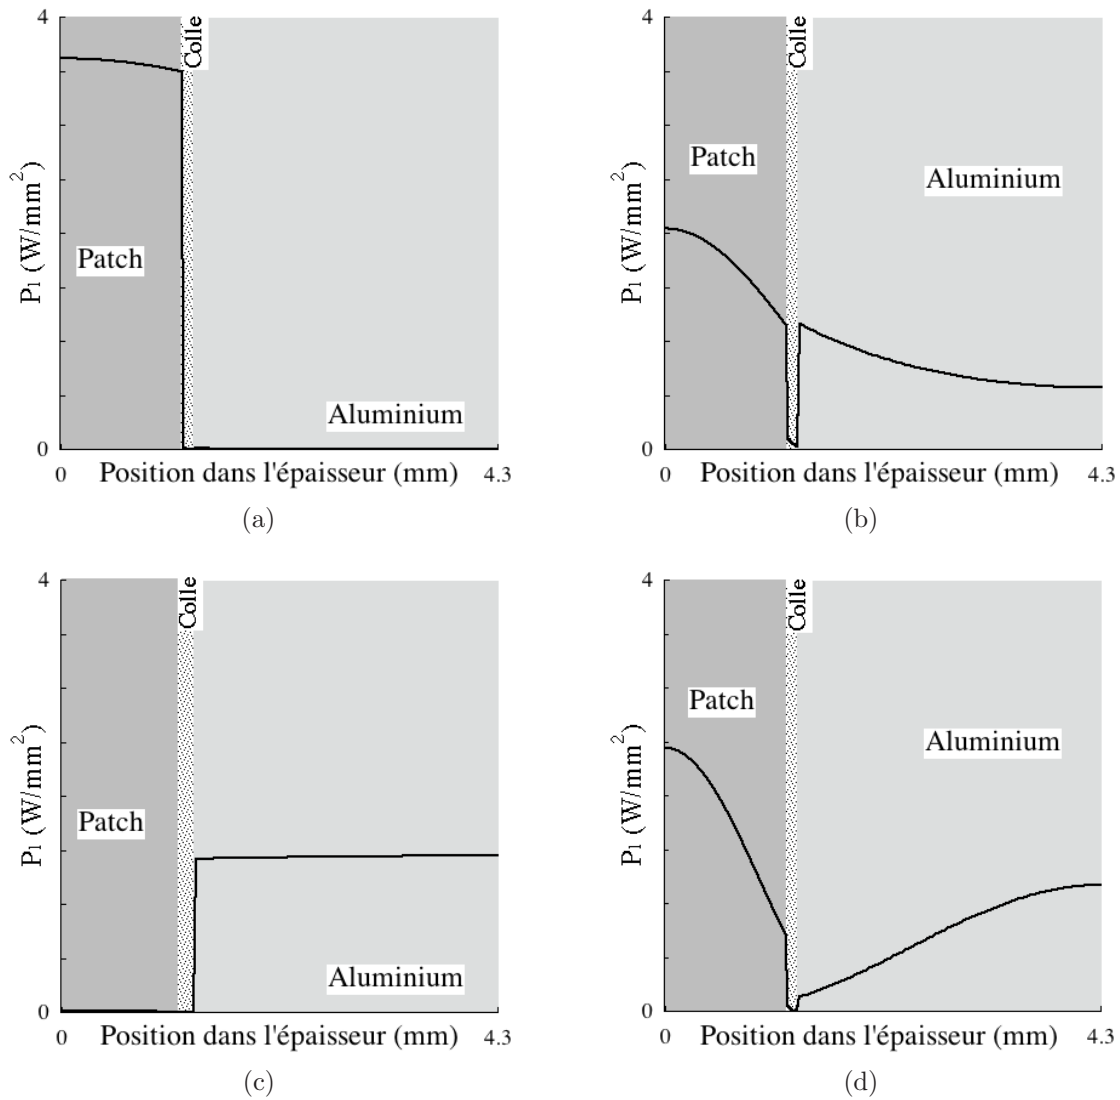 4
Colle
P₁ (W/mm²)
Patch
Aluminium
0
0
Position dans l'épaisseur (mm)
4.3
(a)
4
Colle
P₁ (W/mm²)
Patch
Aluminium
0
0
Position dans l'épaisseur (mm)
4.3
(b)
4
Colle
P₁ (W/mm²)
Patch
Aluminium
0
0
Position dans l'épaisseur (mm)
4.3
(c)
4
Colle
P₁ (W/mm²)
Patch
Aluminium
0
0
Position dans l'épaisseur (mm)
4.3
(d)